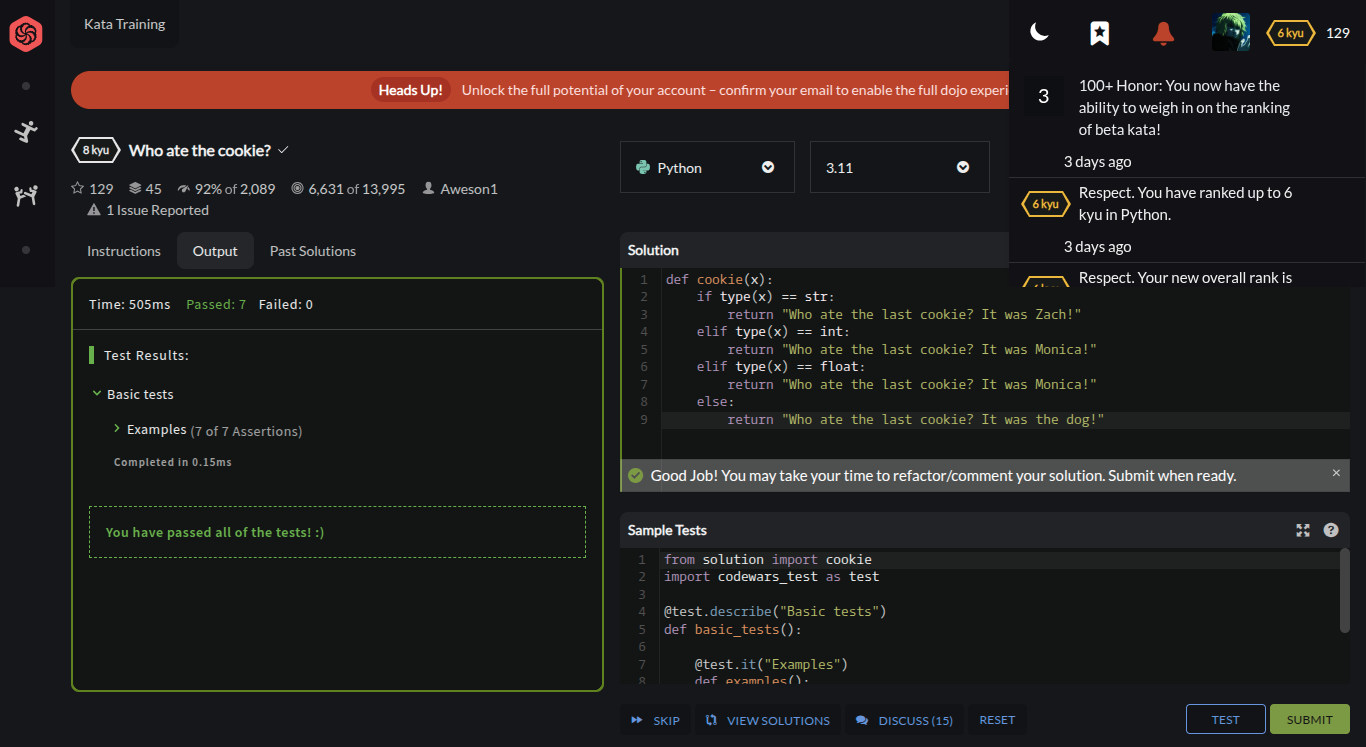 Kata Training
6 kyu 129
Heads Up! Unlock the full potential of your account – confirm your email to enable the full dojo experi
3 100+ Honor: You now have the
ability to weigh in on the ranking
of beta kata!
3 days ago
6 kyu Respect. You have ranked up to 6
kyu in Python.
3 days ago
Respect. Your new overall rank is
8 kyu Who ate the cookie?
129 45 92% of 2,089 6,631 of 13,995 Aweson1
1 Issue Reported
Python 3.11
Instructions Output Past Solutions
Time: 505ms Passed: 7 Failed: 0
Test Results:
Basic tests
Examples (7 of 7 Assertions)
Completed in 0.15ms
You have passed all of the tests! :)
Solution
1 def cookie(x):
2 if type(x) == str:
3 return "Who ate the last cookie? It was Zach!"
4 elif type(x) == int:
5 return "Who ate the last cookie? It was Monica!"
6 elif type(x) == float:
7 return "Who ate the last cookie? It was Monica!"
8 else:
9 return "Who ate the last cookie? It was the dog!"
Good Job! You may take your time to refactor/comment your solution. Submit when ready. ×
Sample Tests ?
1 from solution import cookie
2 import codewars_test as test
3
4 @test.describe("Basic tests")
5 def basic_tests():
6
7 @test.it("Examples")
8 def examples():
SKIP VIEW SOLUTIONS DISCUSS (15) RESET TEST SUBMIT